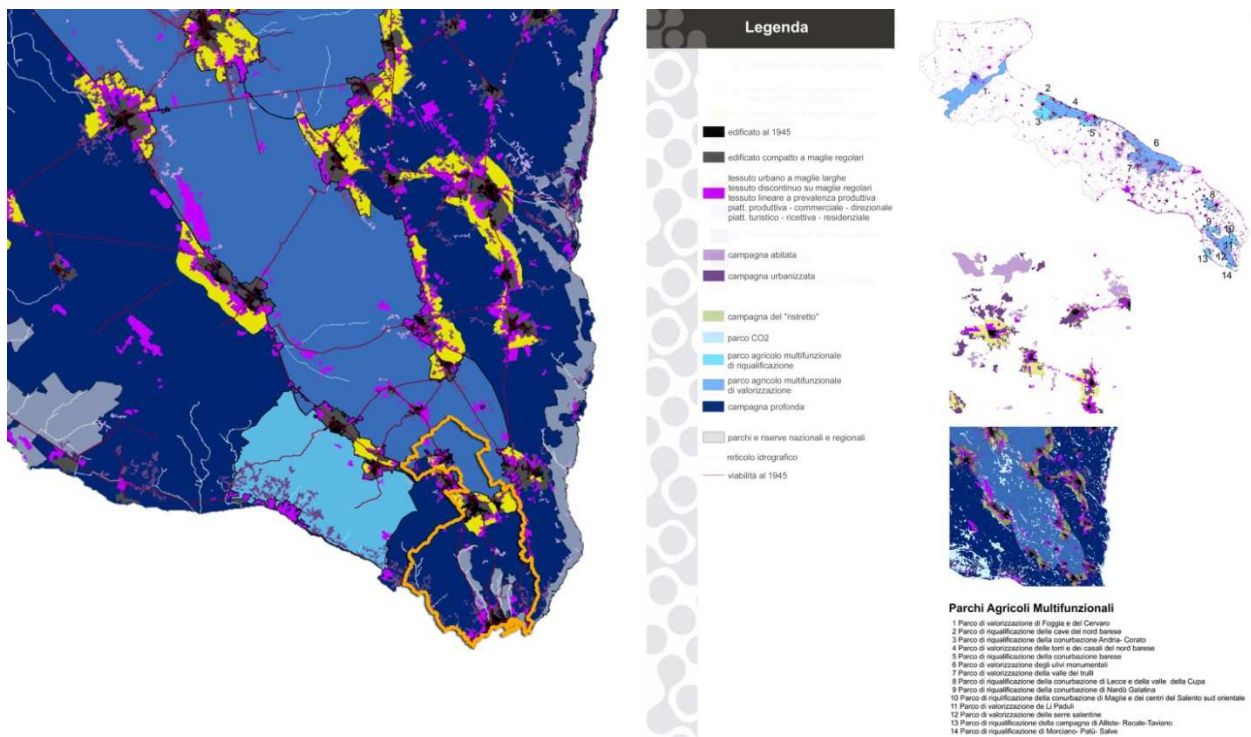 Legenda
edificato al 1945
edificato compatto a maglie regolari
tessuto urbano a maglie larghe
tessuto discontinuo su maglie regolari
tessuto lineare a prevalenza produttiva
piatt. produttiva - commerciale - direzionale
piatt. turistico - ricettiva - residenziale
campagna abitata
campagna urbanizzata
campagna del "ristretto"
parco CO2
parco agricolo multifunzionale
di riqualificazione
parco agricolo multifunzionale
di valorizzazione
campagna profonda
parchi e riserve nazionali e regionali
reticolo idrografico
viabilità al 1945
1
2
3
4
5
6
7
8
9
10
11
12
13
14
Parchi Agricoli Multifunzionali
1 Parco di valorizzazione di Foggia e del Cervaro
2 Parco di riqualificazione delle cave del nord barese
3 Parco di riqualificazione della conurbazione Andria- Corato
4 Parco di valorizzazione delle torri e dei casali del nord barese
5 Parco di riqualificazione della conurbazione barese
6 Parco di valorizzazione degli ulivi monumentali
7 Parco di valorizzazione della valle dei trulli
8 Parco di riqualificazione della conurbazione di Lecce e della valle della Cupa
9 Parco di riqualificazione della conurbazione di Nardò Galatina
10 Parco di riqulificazione della conurbazione di Maglie e dei centri del Salento sud orientale
11 Parco di valorizzazione de Li Paduli
12 Parco di valorizzazione delle serre salentine
13 Parco di riqualificazione della campagna di Alliste- Racale-Taviano
14 Parco di riqualificazione di Morciano- Patù- Salve